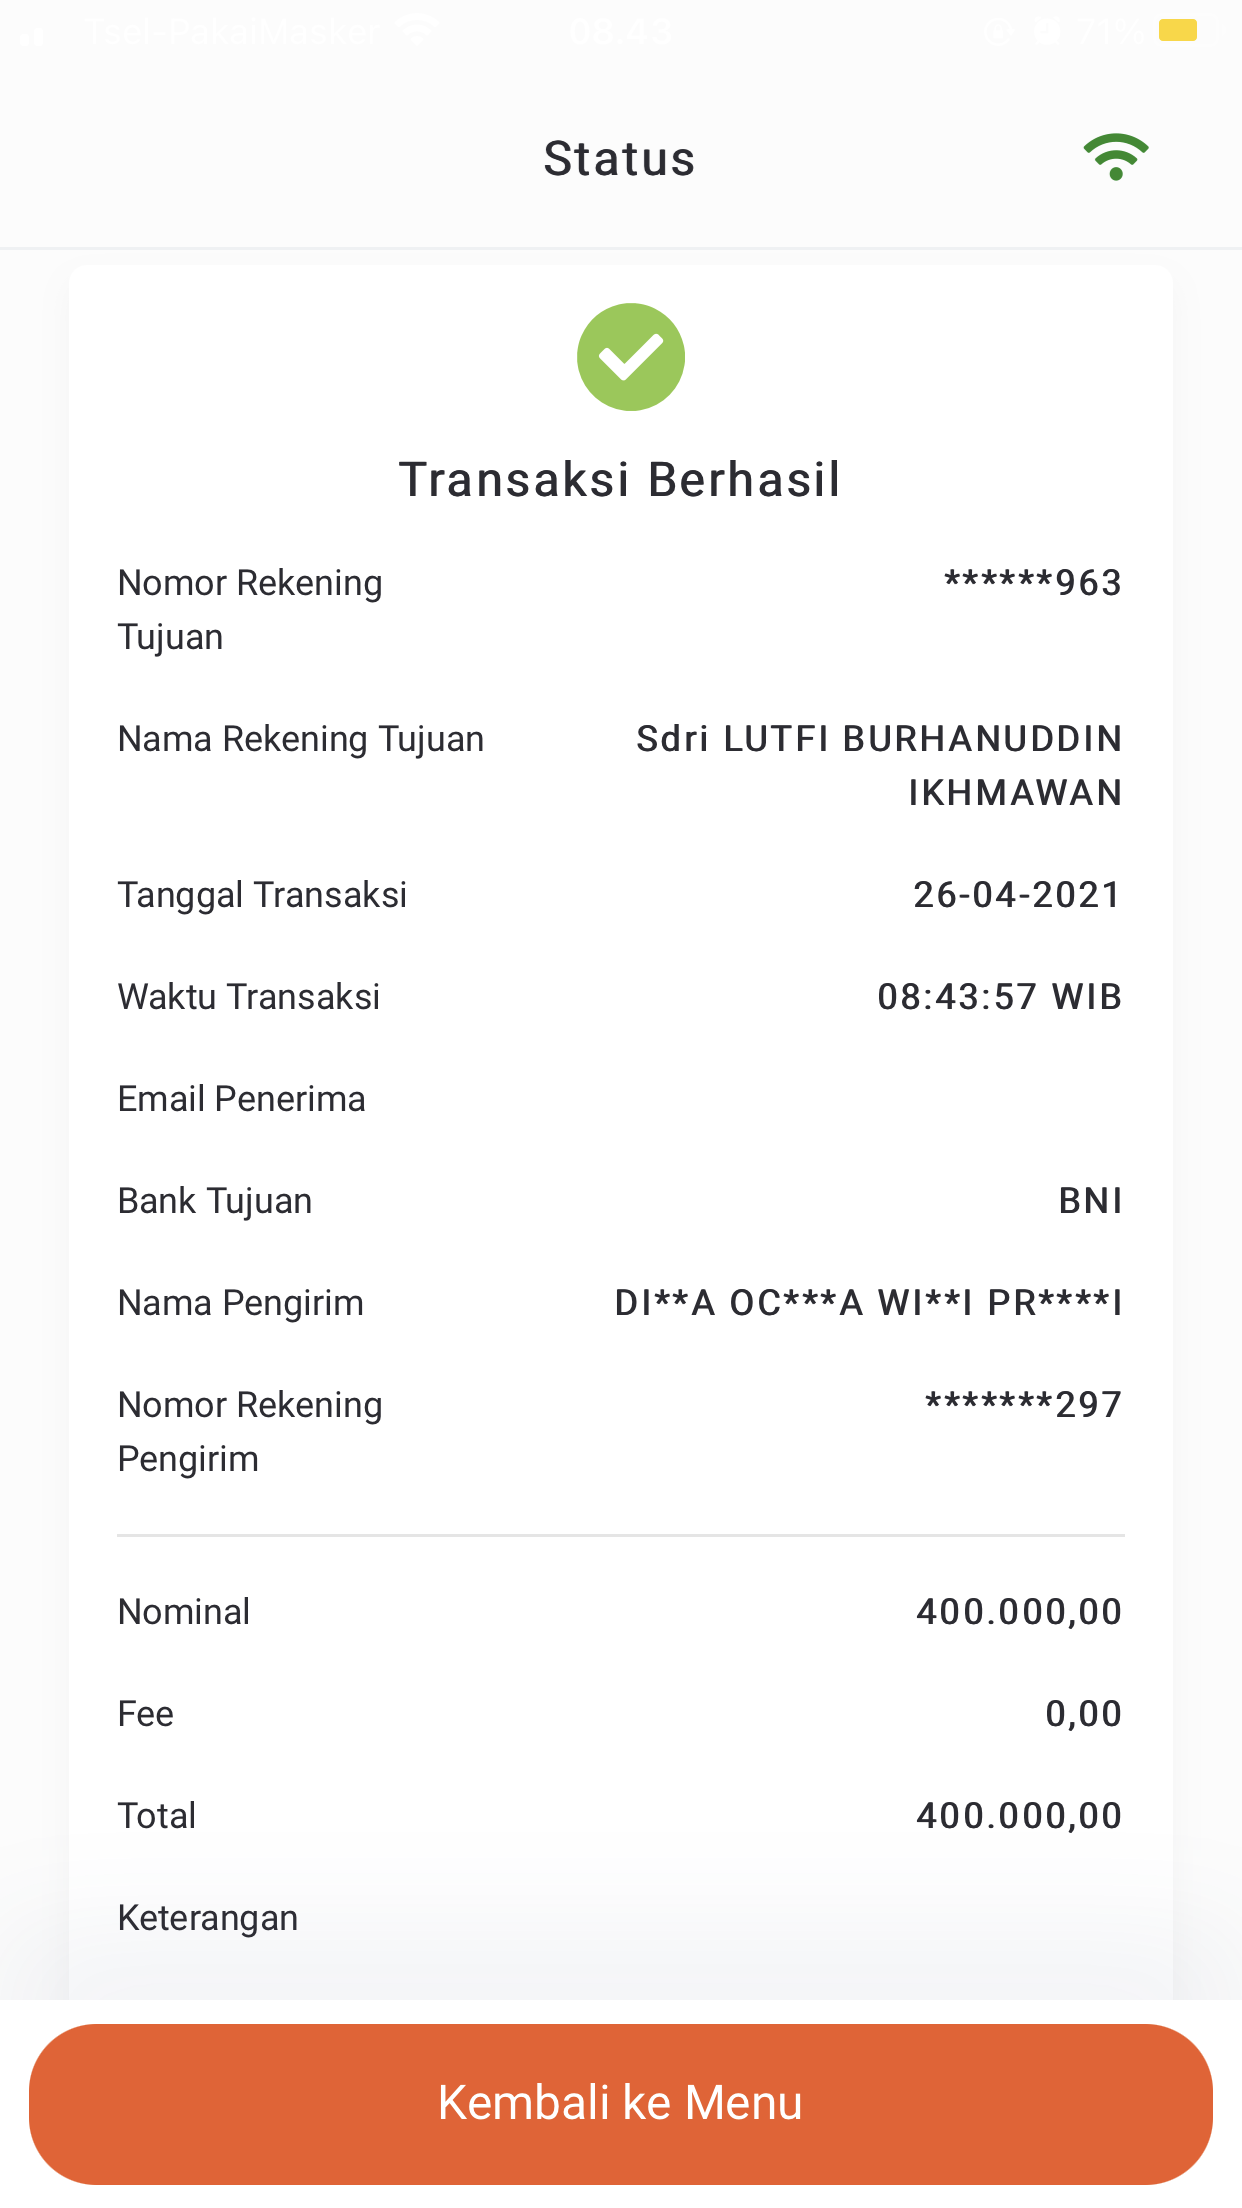 Tsel-PakaiMasker 08.43 71%
Status
Transaksi Berhasil
Nomor Rekening ******963
Tujuan
Nama Rekening Tujuan Sdri LUTFI BURHANUDDIN
IKHMAWAN
Tanggal Transaksi 26-04-2021
Waktu Transaksi 08:43:57 WIB
Email Penerima
Bank Tujuan BNI
Nama Pengirim DI**A OC***A WI**I PR****I
Nomor Rekening *******297
Pengirim
Nominal 400.000,00
Fee 0,00
Total 400.000,00
Keterangan
Kembali ke Menu